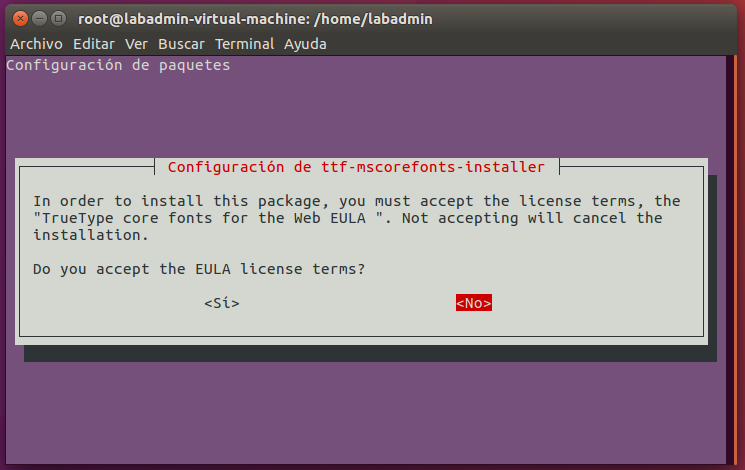 root@labadmin-virtual-machine: /home/labadmin
Archivo Editar Ver Buscar Terminal Ayuda
Configuración de paquetes
Configuración de ttf-mscorefonts-installer
In order to install this package, you must accept the license terms, the
"TrueType core fonts for the Web EULA ". Not accepting will cancel the
installation.
Do you accept the EULA license terms?
<Sí> <No>